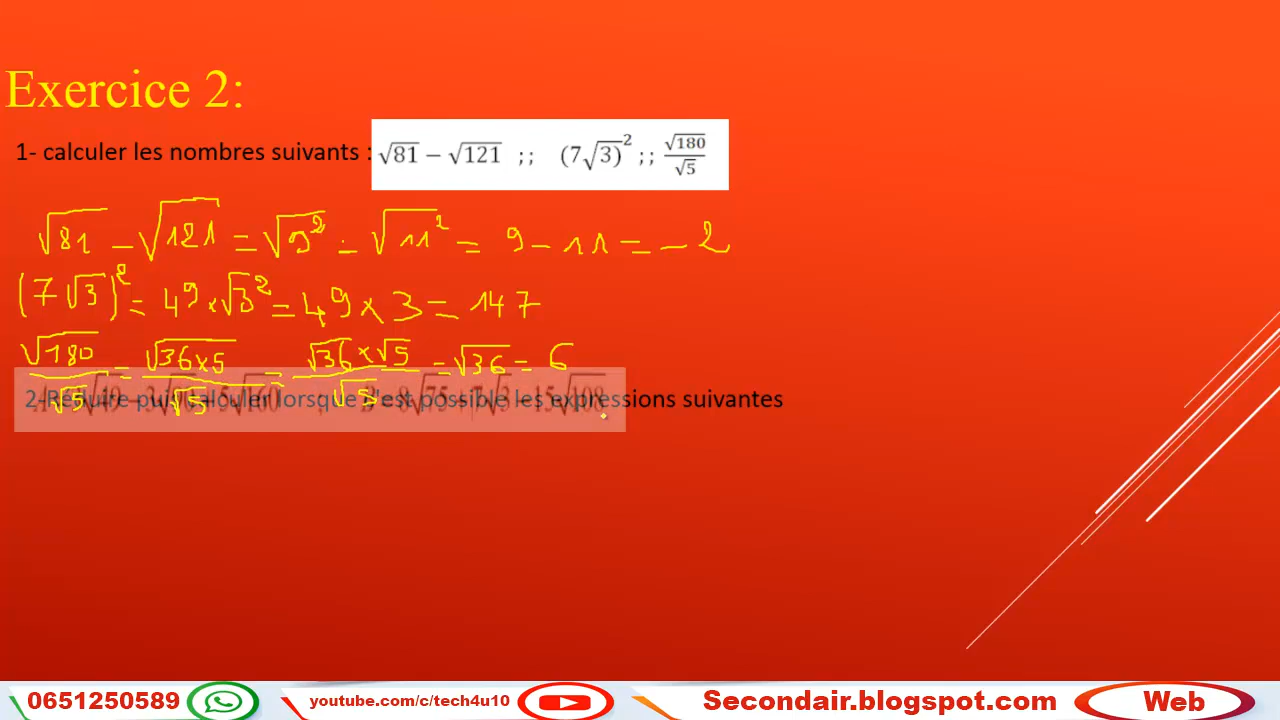 Exercice 2:
1- calculer les nombres suivants : √81 − √121 ;; (7√3)² ;; √180/√5
√81 − √121 = √9² − √11² = 9 − 11 = −2
(7√3)² = 49 × √3² = 49 × 3 = 147
√180/√5 = √36×5/√5 = √36×√5/√5 = √36 = 6
2-Réduire puis calculer lorsque c'est possible les expressions suivantes
0651250589 youtube.com/c/tech4u10 Secondair.blogspot.com Web